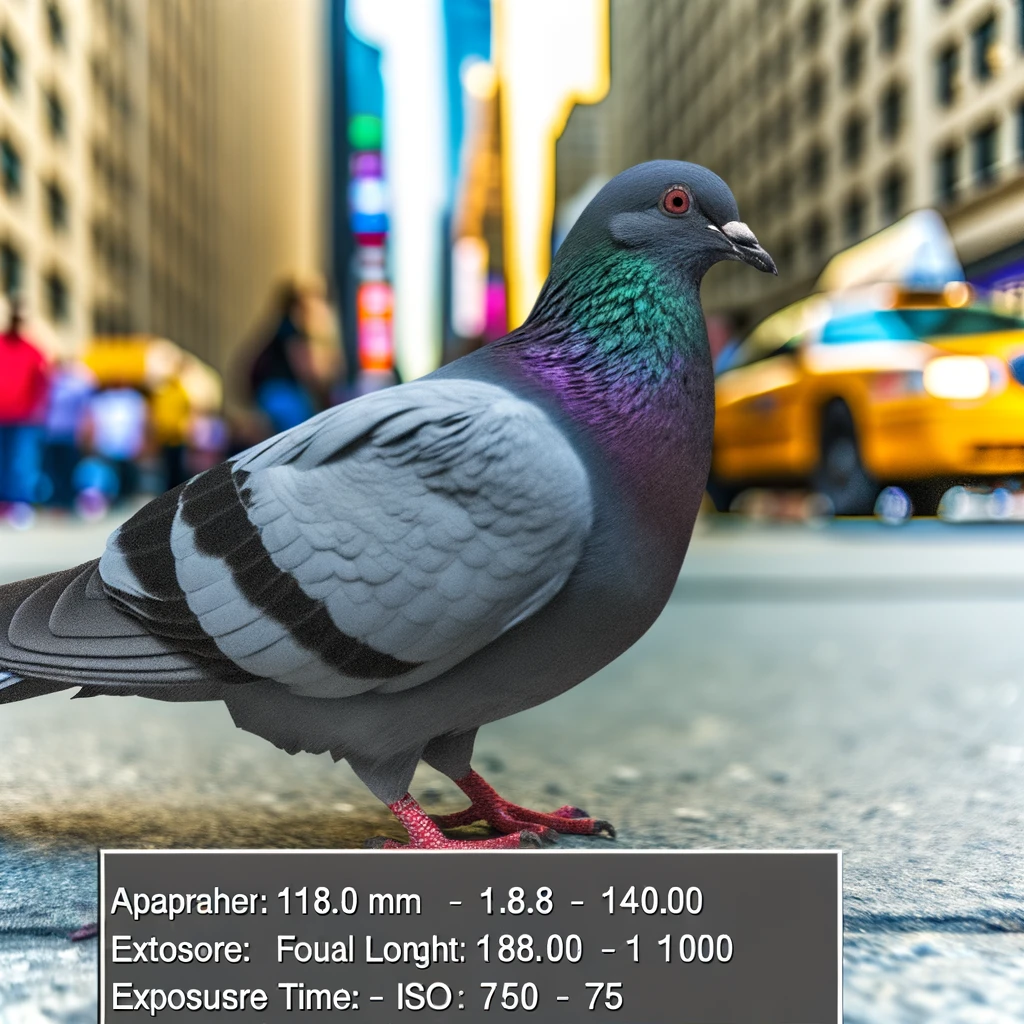 Apapraher: 118.0 mm - 1.8.8 - 140.00
Extosore: Foual Lorght: 188.00 - 1 1000
Exposusre Time: - ISO: 750 - 75